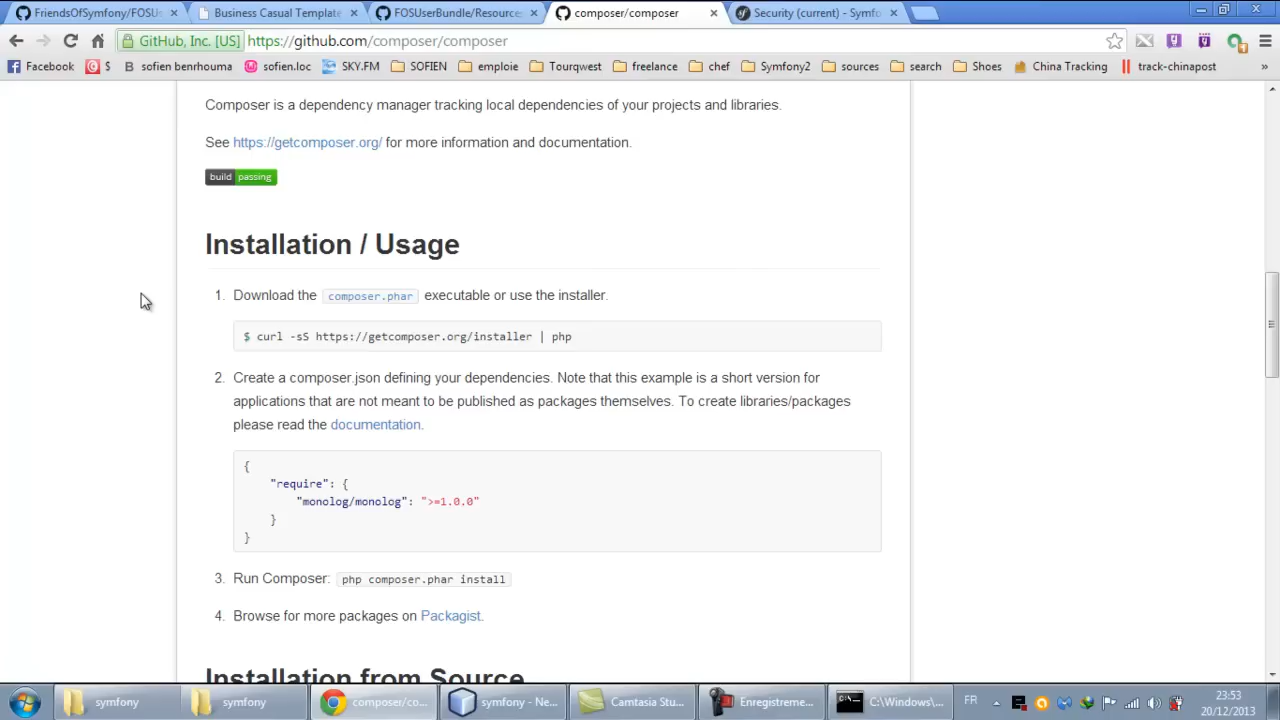 FriendsOfSymfony/FOSUs
Business Casual Template
FOSUserBundle/Resources
composer/composer
Security (current) - Symfo
GitHub, Inc. [US]
https://github.com/composer/composer
Facebook
$
sofien benrhouma
sofien.loc
SKY.FM
SOFIEN
emploie
Tourqwest
freelance
chef
Symfony2
sources
search
Shoes
China Tracking
track-chinapost
»
Composer is a dependency manager tracking local dependencies of your projects and libraries.
See https://getcomposer.org/ for more information and documentation.
build passing
Installation / Usage
1. Download the composer.phar executable or use the installer.
$ curl -sS https://getcomposer.org/installer | php
2. Create a composer.json defining your dependencies. Note that this example is a short version for
applications that are not meant to be published as packages themselves. To create libraries/packages
please read the documentation.
{
"require": {
"monolog/monolog": ">=1.0.0"
}
}
3. Run Composer: php composer.phar install
4. Browse for more packages on Packagist.
Installation from Source
symfony
symfony
composer/co...
symfony - Ne...
Camtasia Stu...
Enregistreme...
C:\Windows\...
FR
23:53
20/12/2013